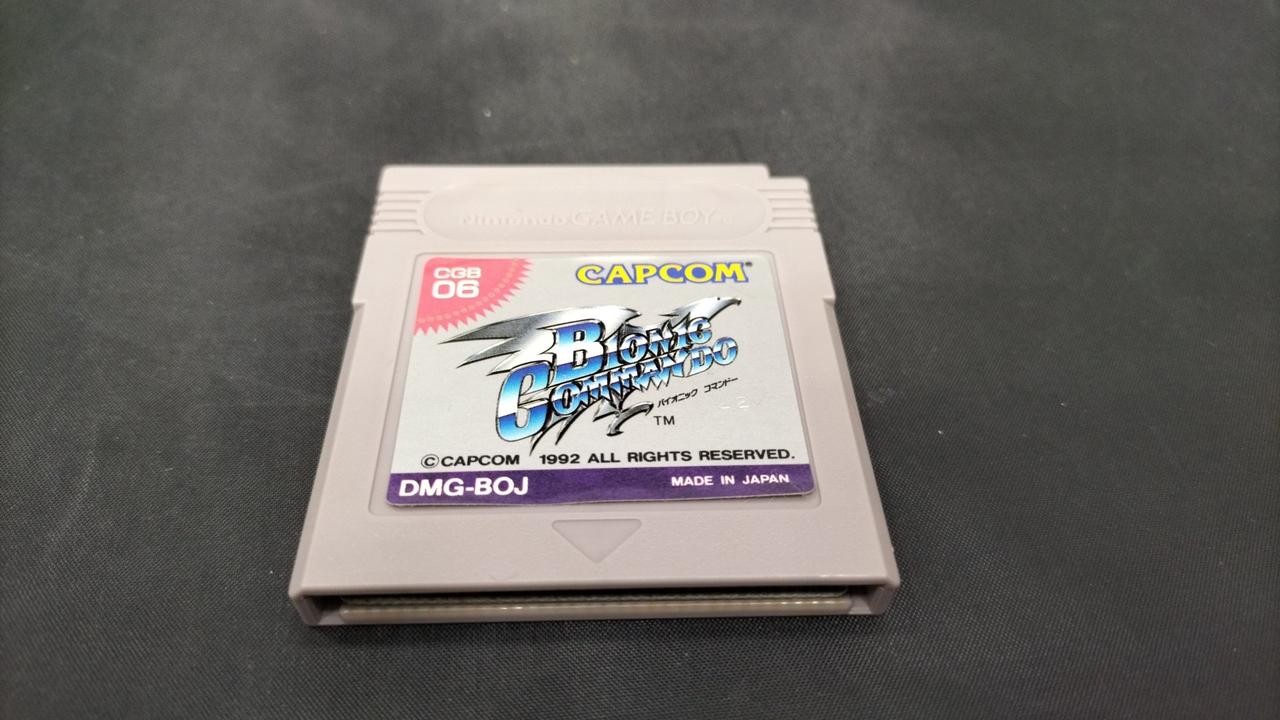 Nintendo GAME BOY
CGB
06
CAPCOM
BIONIC
COMMANDO
バイオニック コマンドー
TM
©CAPCOM 1992 ALL RIGHTS RESERVED.
DMG-BOJ
MADE IN JAPAN